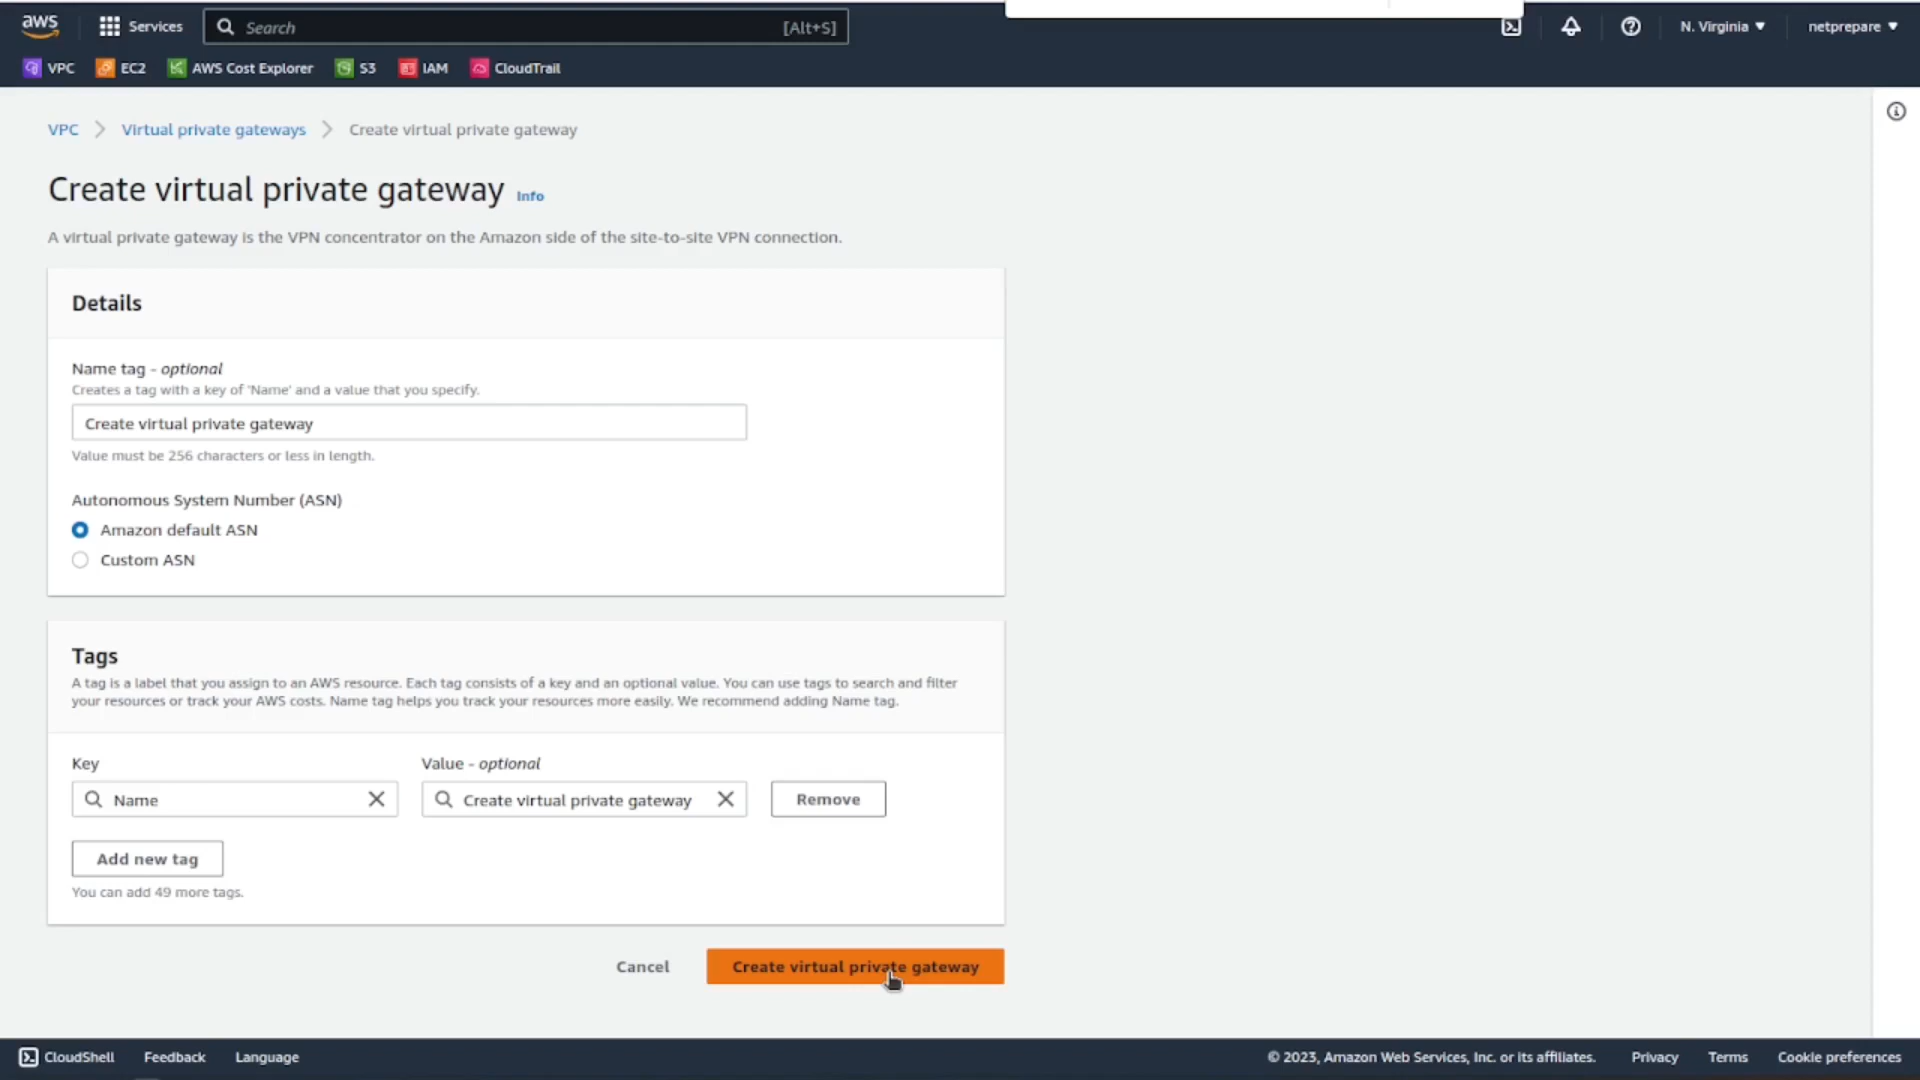 aws
Services
Search [Alt+S]
N. Virginia
netprepare
VPC
EC2
AWS Cost Explorer
S3
IAM
CloudTrail
VPC
Virtual private gateways
Create virtual private gateway
Create virtual private gateway Info
A virtual private gateway is the VPN concentrator on the Amazon side of the site-to-site VPN connection.
Details
Name tag - optional
Creates a tag with a key of 'Name' and a value that you specify.
Create virtual private gateway
Value must be 256 characters or less in length.
Autonomous System Number (ASN)
Amazon default ASN
Custom ASN
Tags
A tag is a label that you assign to an AWS resource. Each tag consists of a key and an optional value. You can use tags to search and filter
your resources or track your AWS costs. Name tag helps you track your resources more easily. We recommend adding Name tag.
Key
Value - optional
Name
Create virtual private gateway
Remove
Add new tag
You can add 49 more tags.
Cancel
Create virtual private gateway
CloudShell
Feedback
Language
© 2023, Amazon Web Services, Inc. or its affiliates.
Privacy
Terms
Cookie preferences